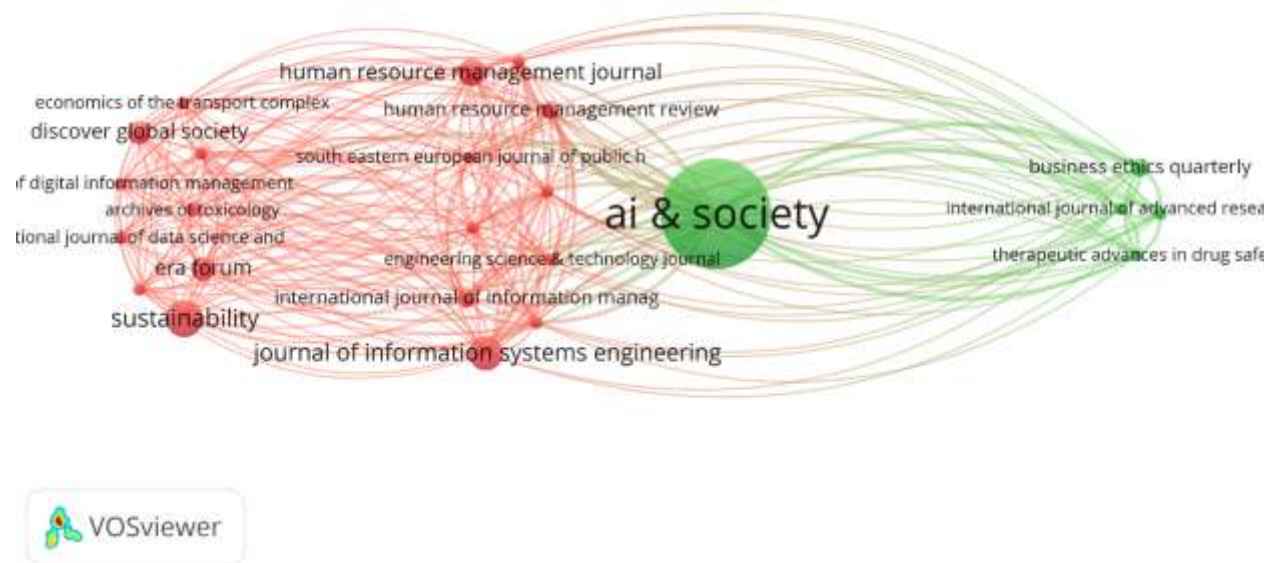 human resource management journal
economics of the transport complex
human resource management review
discover global society
south eastern european journal of public h
business ethics quarterly
f digital information management
ai & society
archives of toxicology
international journal of advanced resea
tional journal of data science and
engineering science & technology journal
therapeutic advances in drug safe
era forum
international journal of information manag
sustainability
journal of information systems engineering
VOSviewer